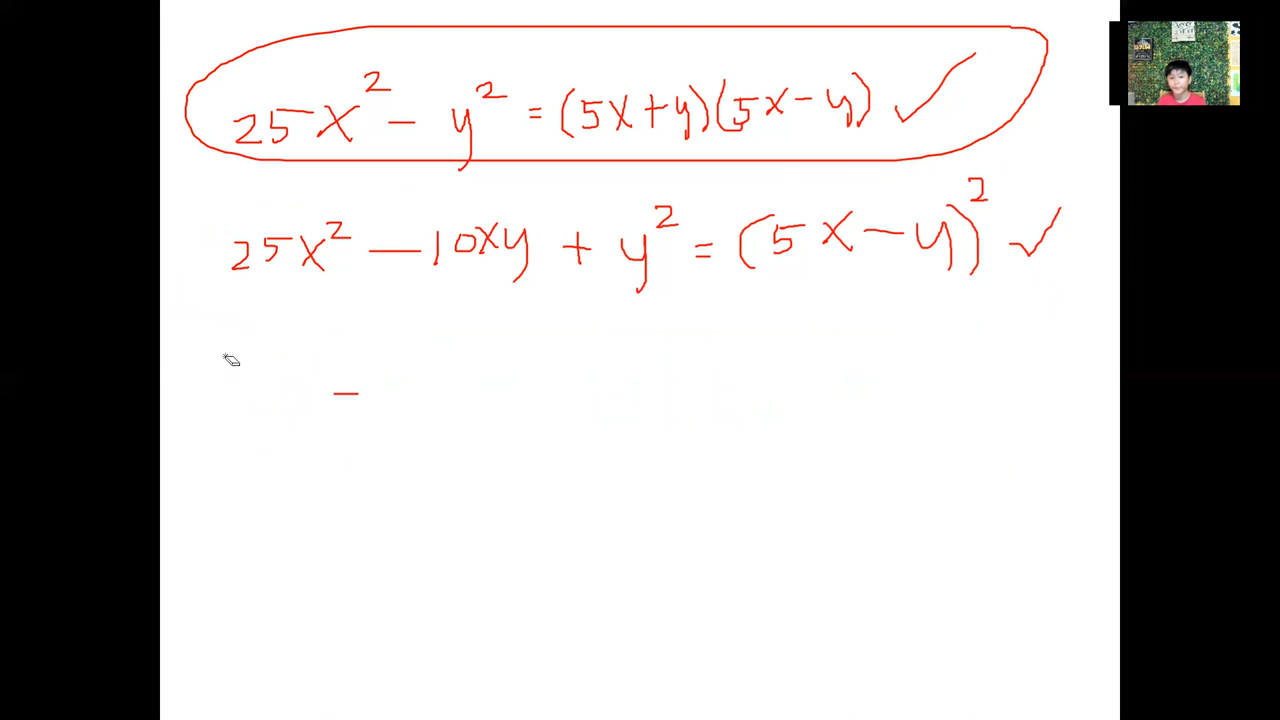 25x² - y² = (5x+y)(5x-y) ✓
25x² - 10xy + y² = (5x - y)² ✓
-